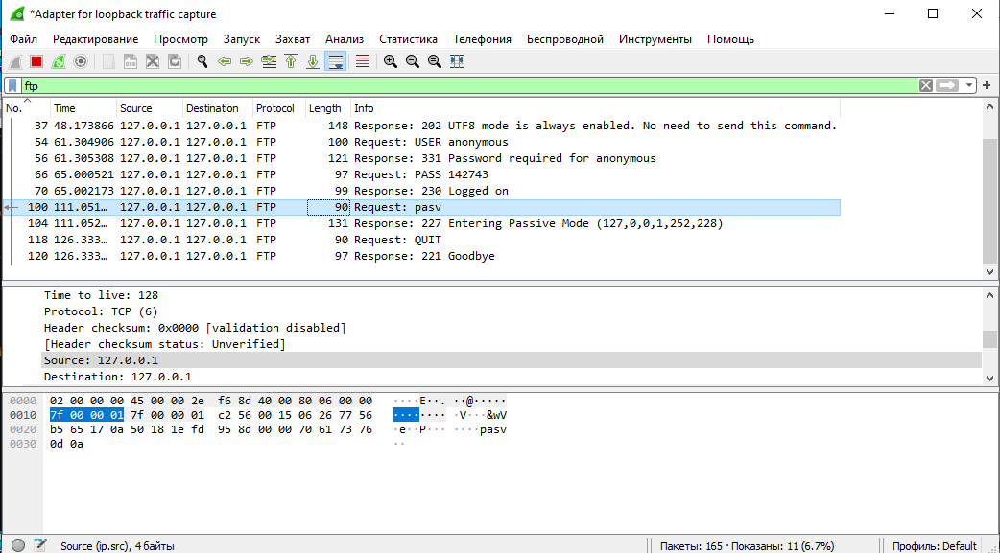 *Adapter for loopback traffic capture
Файл Редактирование Просмотр Запуск Захват Анализ Статистика Телефония Беспроводной Инструменты Помощь
ftp
No. Time Source Destination Protocol Length Info
37 48.173866 127.0.0.1 127.0.0.1 FTP 148 Response: 202 UTF8 mode is always enabled. No need to send this command.
54 61.304906 127.0.0.1 127.0.0.1 FTP 100 Request: USER anonymous
56 61.305308 127.0.0.1 127.0.0.1 FTP 121 Response: 331 Password required for anonymous
66 65.000521 127.0.0.1 127.0.0.1 FTP 97 Request: PASS 142743
70 65.002173 127.0.0.1 127.0.0.1 FTP 99 Response: 230 Logged on
100 111.051… 127.0.0.1 127.0.0.1 FTP 90 Request: pasv
104 111.052… 127.0.0.1 127.0.0.1 FTP 131 Response: 227 Entering Passive Mode (127,0,0,1,252,228)
118 126.333… 127.0.0.1 127.0.0.1 FTP 90 Request: QUIT
120 126.333… 127.0.0.1 127.0.0.1 FTP 97 Response: 221 Goodbye
Time to live: 128
Protocol: TCP (6)
Header checksum: 0x0000 [validation disabled]
[Header checksum status: Unverified]
Source: 127.0.0.1
Destination: 127.0.0.1
0000 02 00 00 00 45 00 00 2e f6 8d 40 00 80 06 00 00 ····E··. ··@·····
0010 7f 00 00 01 7f 00 00 01 c2 56 00 15 06 26 77 56 ········ ·V···&wV
0020 b5 65 17 0a 50 18 1e fd 95 8d 00 00 70 61 73 76 ·e··P··· ····pasv
0030 0d 0a ··
Source (ip.src), 4 байты Пакеты: 165 · Показаны: 11 (6.7%) Профиль: Default